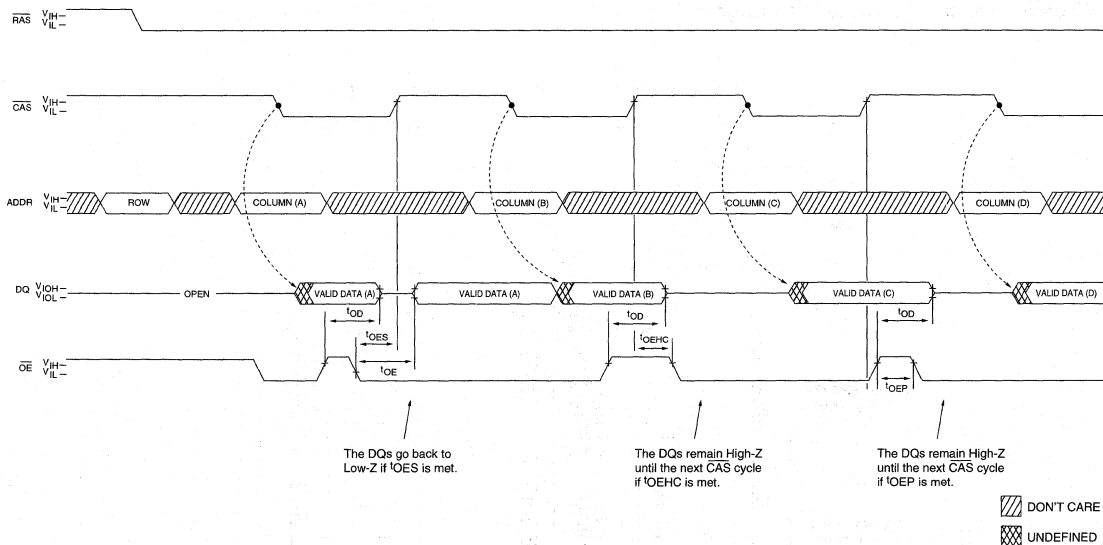 RAS VIH VIL
CAS VIH VIL
ADDR VIH VIL ROW COLUMN (A) COLUMN (B) COLUMN (C) COLUMN (D)
DQ VIOH VIOL OPEN VALID DATA (A) VALID DATA (A) VALID DATA (B) VALID DATA (C) VALID DATA (D)
tOD tOD tOD
tOES tOEHC
tOE tOEP
OE VIH VIL
The DQs go back to
Low-Z if tOES is met.
The DQs remain High-Z
until the next CAS cycle
if tOEHC is met.
The DQs remain High-Z
until the next CAS cycle
if tOEP is met.
DON'T CARE
UNDEFINED